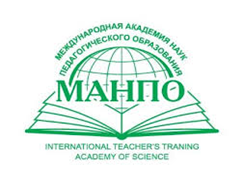 МЕЖДУНАРОДНАЯ АКАДЕМИЯ НАУК
ПЕДАГОГИЧЕСКОГО ОБРАЗОВАНИЯ
МАНПО
INTERNATIONAL TEACHER'S TRANING
ACADEMY OF SCIENCE